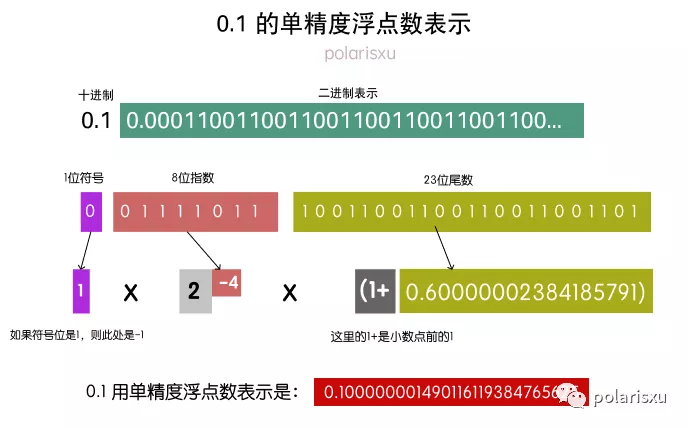 0.1 的单精度浮点数表示
polarisxu
十进制
二进制表示
0.1
0.000110011001100110011001100110011001100...
1位符号
8位指数
23位尾数
0
0 1 1 1 1 0 1 1
1 0 0 1 1 0 0 1 1 0 0 1 1 0 0 1 1 0 0 1 1 0 1
1 x 2 -4 x (1+ 0.60000002384185791)
如果符号位是1，则此处是-1
这里的1+是小数点前的1
0.1 用单精度浮点数表示是：
polarisxu